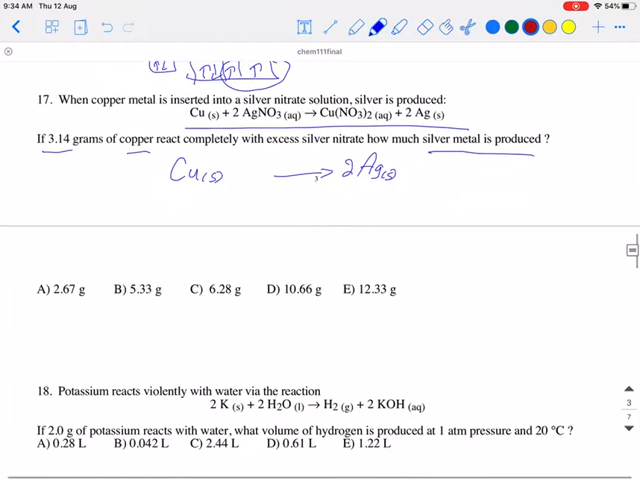 9:34 AM Thu 12 Aug
54%
chem111final
17. When copper metal is inserted into a silver nitrate solution, silver is produced:
Cu (s) + 2 AgNO3 (aq) → Cu(NO3)2 (aq) + 2 Ag (s)
If 3.14 grams of copper react completely with excess silver nitrate how much silver metal is produced ?
Cu(s) → 2Ag(s)
A) 2.67 g B) 5.33 g C) 6.28 g D) 10.66 g E) 12.33 g
18. Potassium reacts violently with water via the reaction
2 K (s) + 2 H2O (l) → H2 (g) + 2 KOH (aq)
If 2.0 g of potassium reacts with water, what volume of hydrogen is produced at 1 atm pressure and 20 °C ?
A) 0.28 L B) 0.042 L C) 2.44 L D) 0.61 L E) 1.22 L
3
7